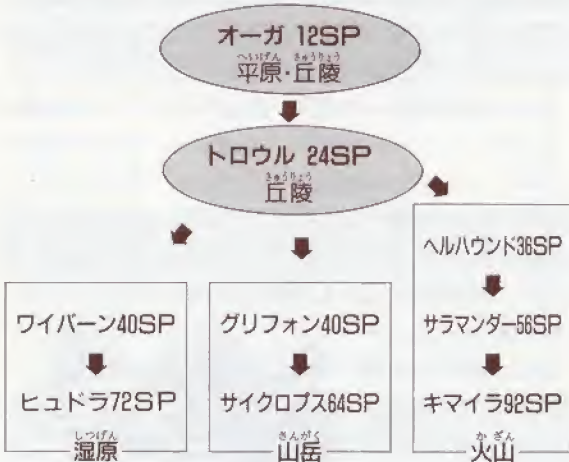 オーガ 12SP
へいげん きゅうりょう
平原・丘陵
トロウル 24SP
きゅうりょう
丘陵
ワイバーン40SP
ヒュドラ72SP
しつげん
湿原
グリフォン40SP
サイクロプス64SP
さんがく
山岳
ヘルハウンド36SP
サラマンダー56SP
キマイラ92SP
かざん
火山